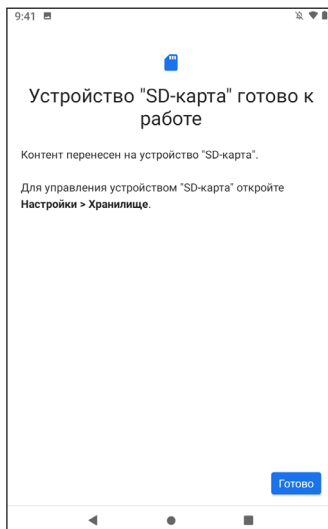 9:41
Устройство "SD-карта" готово к
работе
Контент перенесен на устройство "SD-карта".
Для управления устройством "SD-карта" откройте
Настройки > Хранилище.
Готово